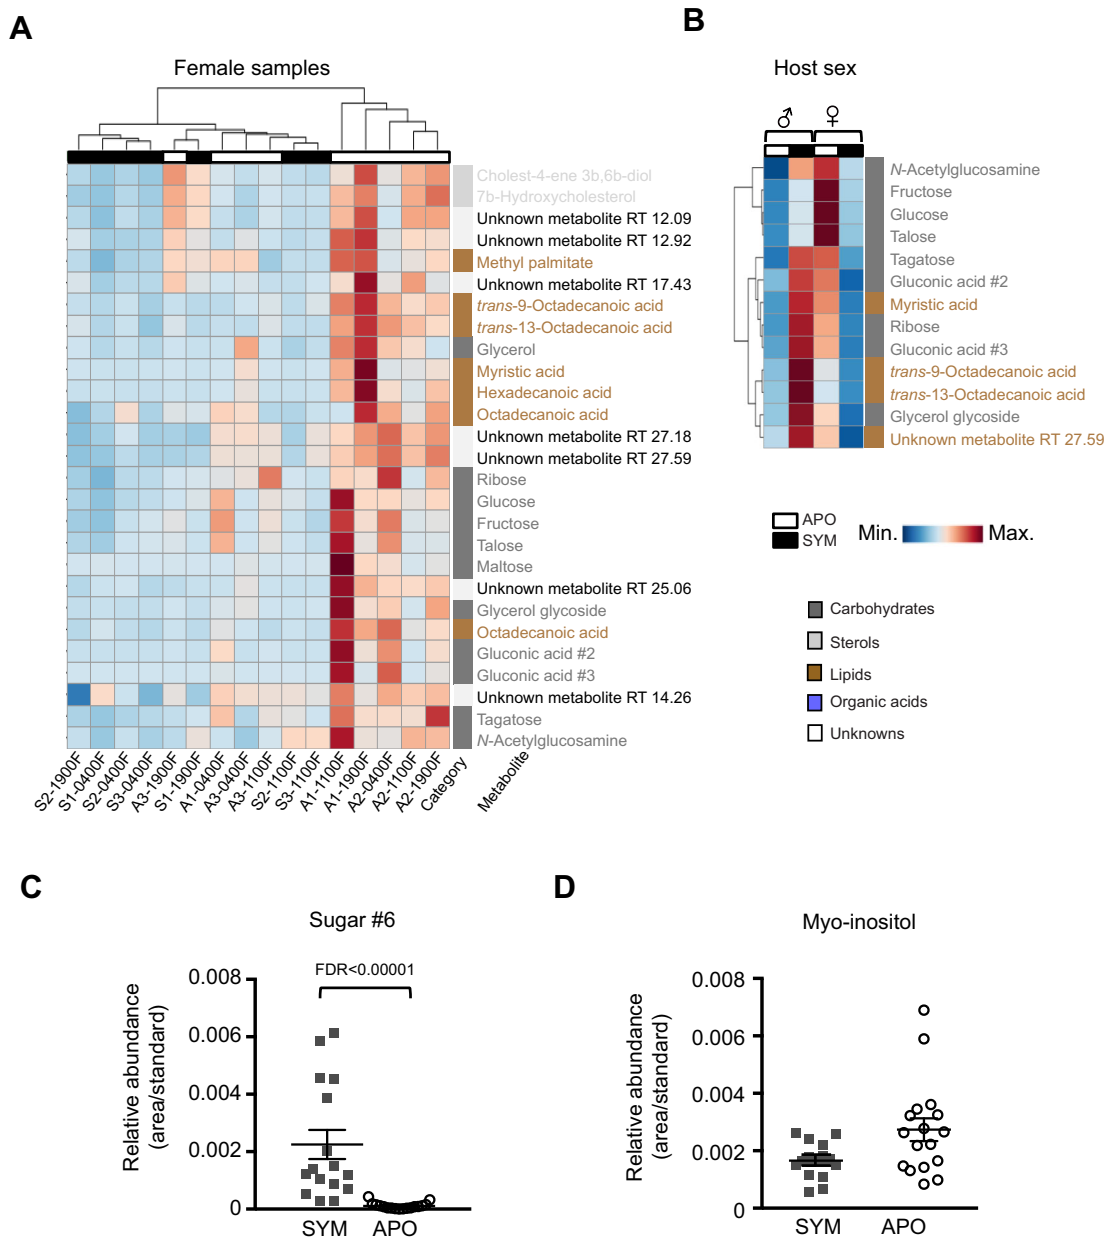 A
Female samples
Cholest-4-ene 3b,6b-diol
7b-Hydroxycholesterol
Unknown metabolite RT 12.09
Unknown metabolite RT 12.92
Methyl palmitate
Unknown metabolite RT 17.43
trans-9-Octadecanoic acid
trans-13-Octadecanoic acid
Glycerol
Myristic acid
Hexadecanoic acid
Octadecanoic acid
Unknown metabolite RT 27.18
Unknown metabolite RT 27.59
Ribose
Glucose
Fructose
Talose
Maltose
Unknown metabolite RT 25.06
Glycerol glycoside
Octadecanoic acid
Gluconic acid #2
Gluconic acid #3
Unknown metabolite RT 14.26
Tagatose
N-Acetylglucosamine
S2-1900F
S1-0400F
S2-0400F
S3-0400F
A3-1900F
S1-1900F
A1-0400F
A3-0400F
A3-1100F
S2-1100F
S3-1100F
A1-1100F
A1-1900F
A2-0400F
A2-1100F
A2-1900F
Category
Metabolite
B
Host sex
♂ ♀
N-Acetylglucosamine
Fructose
Glucose
Talose
Tagatose
Gluconic acid #2
Myristic acid
Ribose
Gluconic acid #3
trans-9-Octadecanoic acid
trans-13-Octadecanoic acid
Glycerol glycoside
Unknown metabolite RT 27.59
APO
SYM
Min. Max.
Carbohydrates
Sterols
Lipids
Organic acids
Unknowns
C
Sugar #6
FDR<0.00001
Relative abundance
(area/standard)
0.008
0.006
0.004
0.002
0
SYM APO
D
Myo-inositol
Relative abundance
(area/standard)
0.008
0.006
0.004
0.002
0
SYM APO